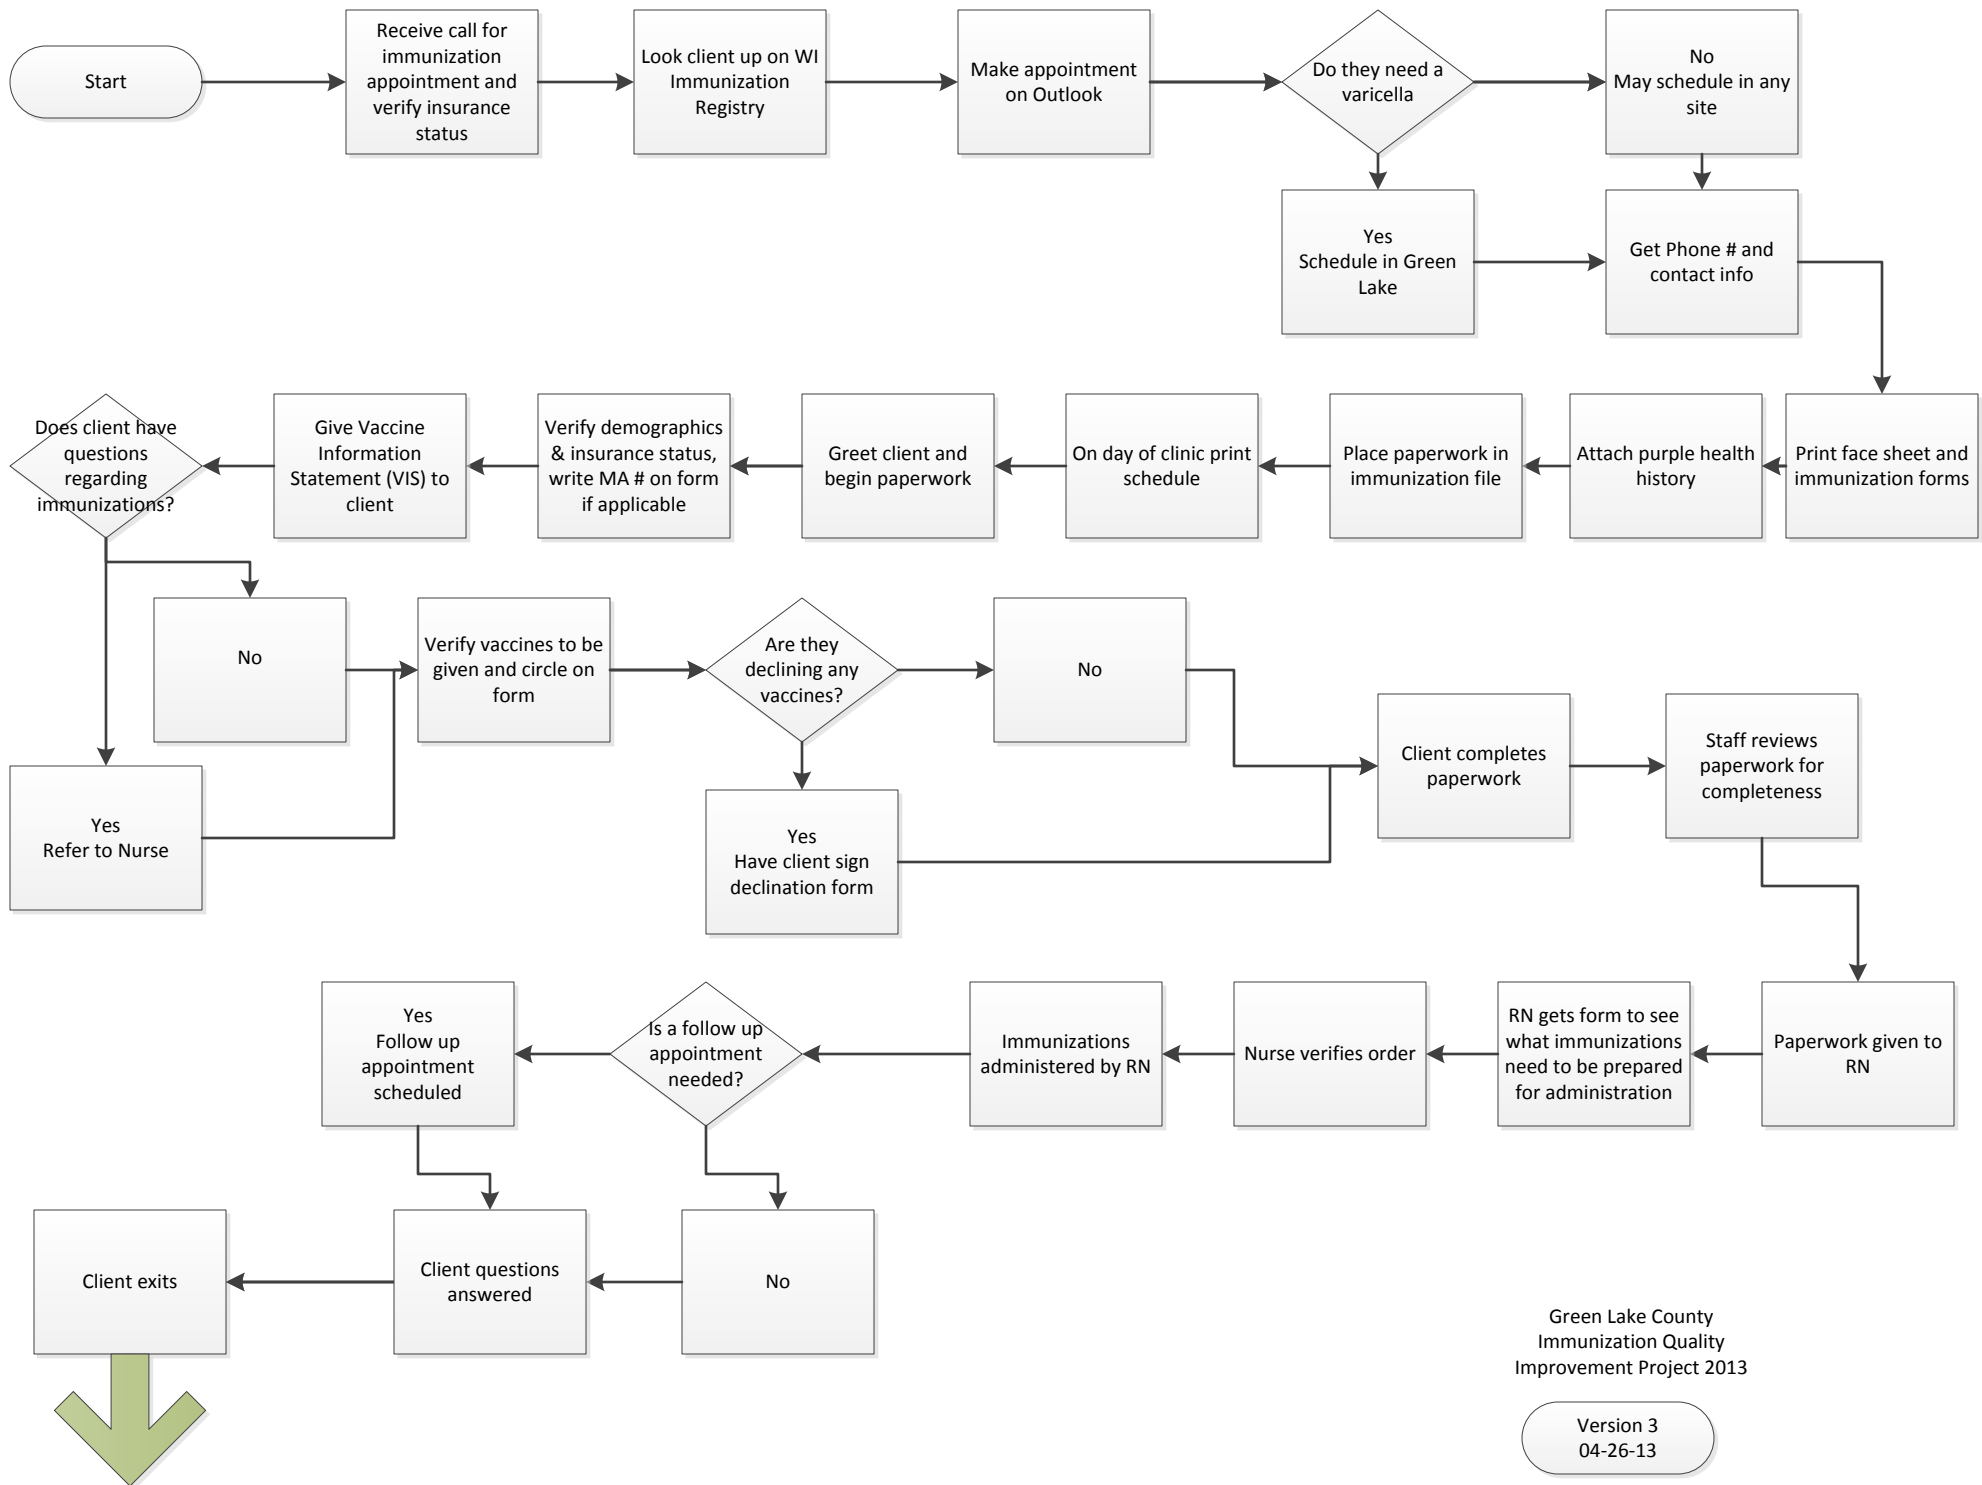 Start
Receive call for
immunization
appointment and
verify insurance
status
Look client up on WI
Immunization
Registry
Make appointment
on Outlook
Do they need a
varicella
No
May schedule in any
site
Yes
Schedule in Green
Lake
Get Phone # and
contact info
Print face sheet and
immunization forms
Attach purple health
history
Place paperwork in
immunization file
On day of clinic print
schedule
Greet client and
begin paperwork
Verify demographics
& insurance status,
write MA # on form
if applicable
Give Vaccine
Information
Statement (VIS) to
client
Does client have
questions
regarding
immunizations?
No
Yes
Refer to Nurse
Verify vaccines to be
given and circle on
form
Are they
declining any
vaccines?
No
Yes
Have client sign
declination form
Client completes
paperwork
Staff reviews
paperwork for
completeness
Paperwork given to
RN
RN gets form to see
what immunizations
need to be prepared
for administration
Nurse verifies order
Immunizations
administered by RN
Is a follow up
appointment
needed?
Yes
Follow up
appointment
scheduled
No
Client questions
answered
Client exits
Green Lake County
Immunization Quality
Improvement Project 2013
Version 3
04-26-13